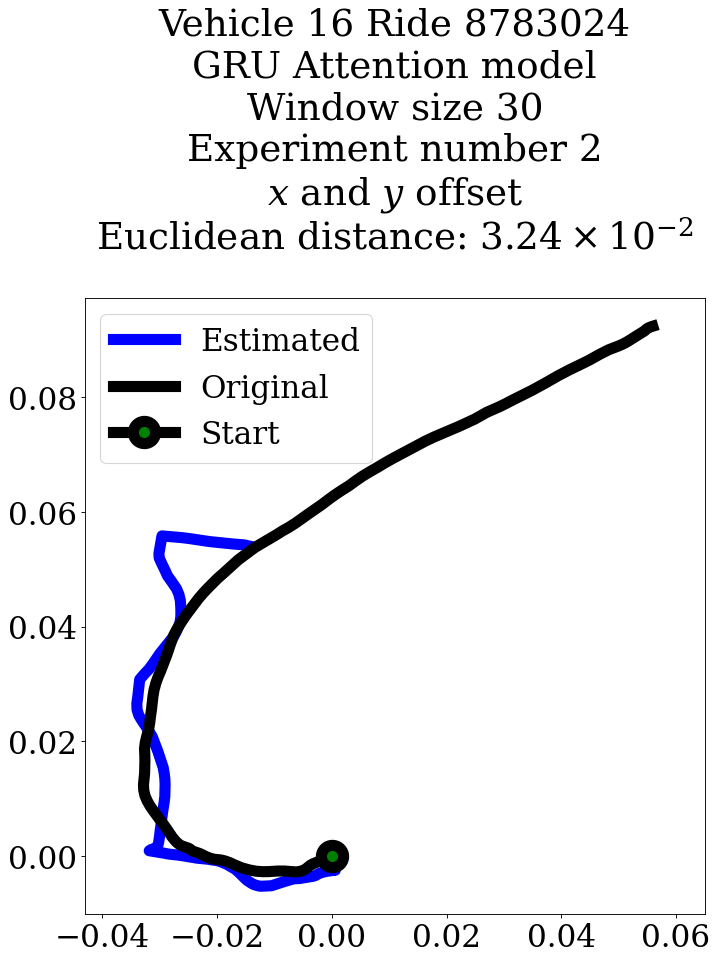 Vehicle 16 Ride 8783024
GRU Attention model
Window size 30
Experiment number 2
x and y offset
Euclidean distance: 3.24 × 10⁻²
Estimated
Original
Start
0.08
0.06
0.04
0.02
0.00
−0.04 −0.02 0.00 0.02 0.04 0.06